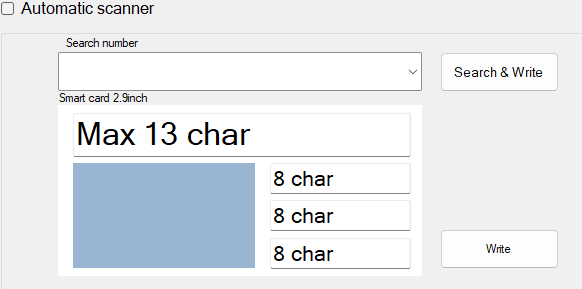 Automatic scanner
Search number
Search & Write
Smart card 2.9inch
Max 13 char
8 char
8 char
8 char
Write